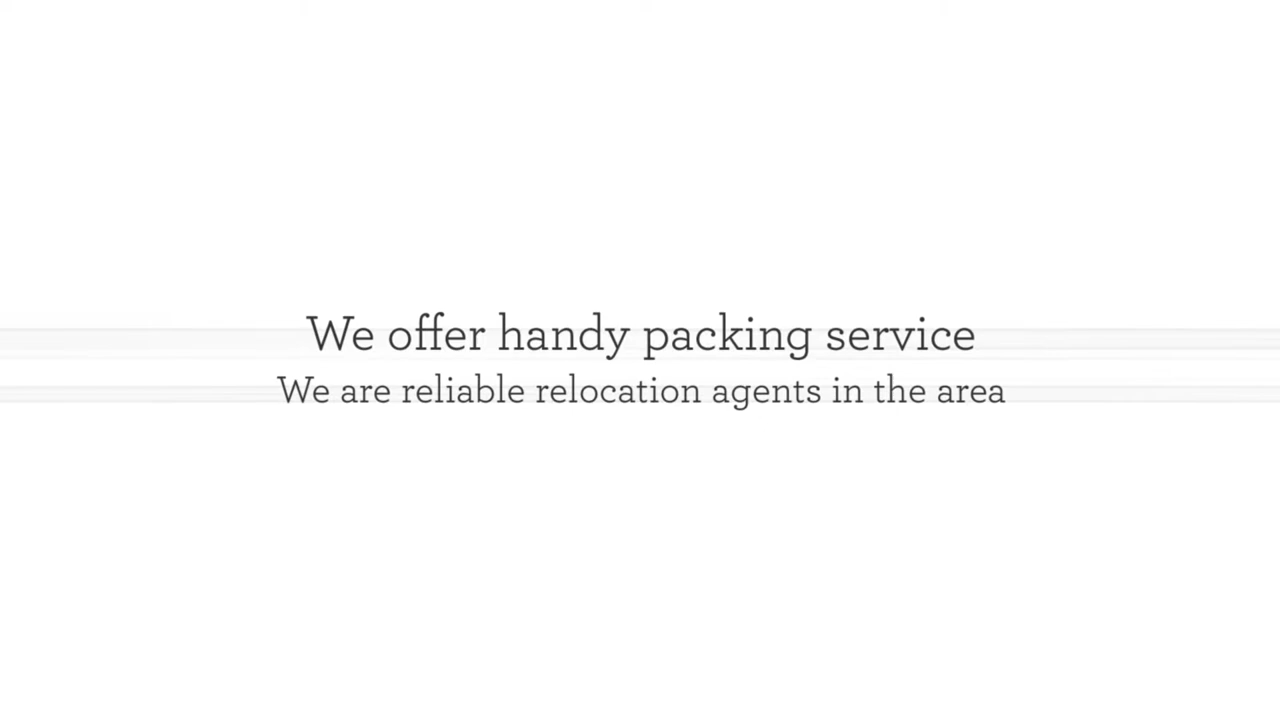 We offer handy packing service
We are reliable relocation agents in the area